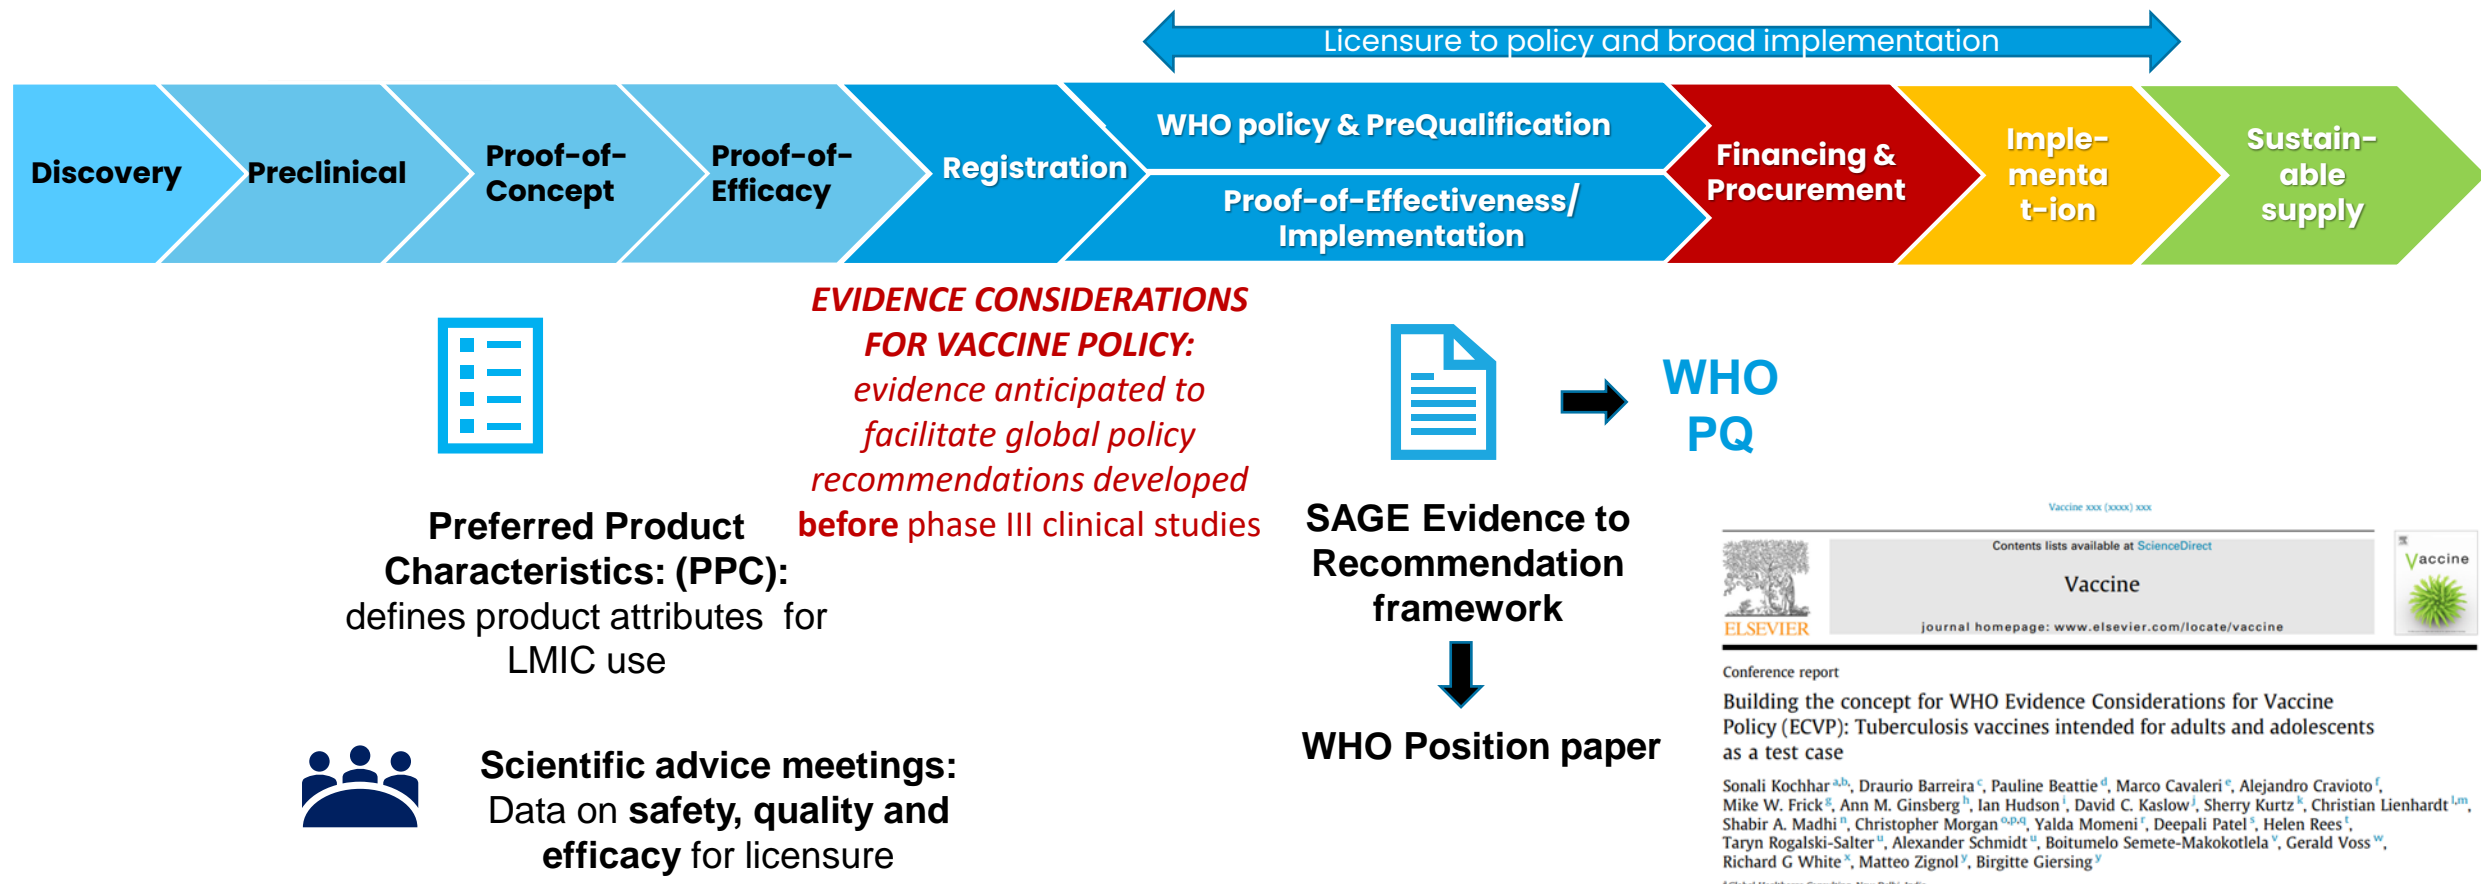 Licensure to policy and broad implementation
Discovery
Preclinical
Proof-of-
Concept
Proof-of-
Efficacy
Registration
WHO policy & PreQualification
Proof-of-Effectiveness/
Implementation
Financing &
Procurement
Imple-
menta
t-ion
Sustain-
able
supply
EVIDENCE CONSIDERATIONS
FOR VACCINE POLICY:
evidence anticipated to
facilitate global policy
recommendations developed
before phase III clinical studies
Preferred Product
Characteristics: (PPC):
defines product attributes for
LMIC use
Scientific advice meetings:
Data on safety, quality and
efficacy for licensure
SAGE Evidence to
Recommendation
framework
WHO Position paper
WHO
PQ
Vaccine xxx (xxxx) xxx
Contents lists available at ScienceDirect
Vaccine
journal homepage: www.elsevier.com/locate/vaccine
ELSEVIER
Vaccine
Conference report
Building the concept for WHO Evidence Considerations for Vaccine
Policy (ECVP): Tuberculosis vaccines intended for adults and adolescents
as a test case
Sonali Kochhar a,b, Draurio Barreira c, Pauline Beattie d, Marco Cavaleri e, Alejandro Cravioto f,
Mike W. Frick g, Ann M. Ginsberg h, Ian Hudson i, David C. Kaslow j, Sherry Kurtz k, Christian Lienhardt l,m,
Shabir A. Madhi n, Christopher Morgan o,p,q, Yalda Momeni r, Deepali Patel s, Helen Rees t,
Taryn Rogalski-Salter u, Alexander Schmidt u, Boitumelo Semete-Makokotlela v, Gerald Voss w,
Richard G White x, Matteo Zignol y, Birgitte Giersing y